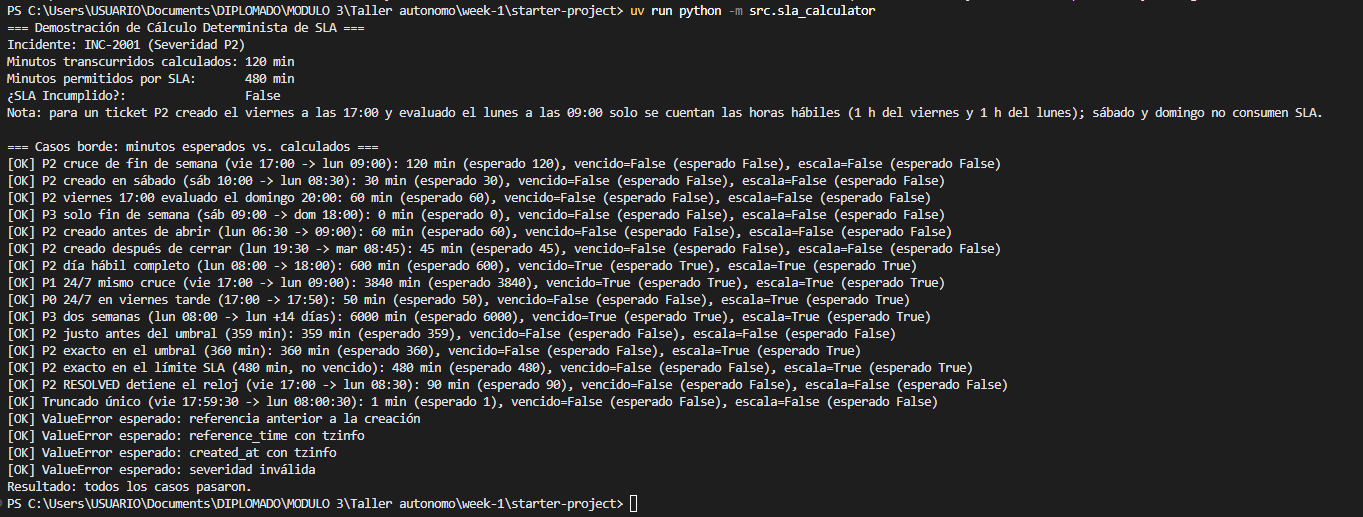 PS C:\Users\USUARIO\Documents\DIPLOMADO\MODULO 3\Taller autonomo\week-1\starter-project> uv run python -m src.sla_calculator
=== Demostración de Cálculo Determinista de SLA ===
Incidente: INC-2001 (Severidad P2)
Minutos transcurridos calculados: 120 min
Minutos permitidos por SLA:       480 min
¿SLA Incumplido?:                 False
Nota: para un ticket P2 creado el viernes a las 17:00 y evaluado el lunes a las 09:00 solo se cuentan las horas hábiles (1 h del viernes y 1 h del lunes); sábado y domingo no consumen SLA.

=== Casos borde: minutos esperados vs. calculados ===
[OK] P2 cruce de fin de semana (vie 17:00 -> lun 09:00): 120 min (esperado 120), vencido=False (esperado False), escala=False (esperado False)
[OK] P2 creado en sábado (sáb 10:00 -> lun 08:30): 30 min (esperado 30), vencido=False (esperado False), escala=False (esperado False)
[OK] P2 viernes 17:00 evaluado el domingo 20:00: 60 min (esperado 60), vencido=False (esperado False), escala=False (esperado False)
[OK] P3 solo fin de semana (sáb 09:00 -> dom 18:00): 0 min (esperado 0), vencido=False (esperado False), escala=False (esperado False)
[OK] P2 creado antes de abrir (lun 06:30 -> 09:00): 60 min (esperado 60), vencido=False (esperado False), escala=False (esperado False)
[OK] P2 creado después de cerrar (lun 19:30 -> mar 08:45): 45 min (esperado 45), vencido=False (esperado False), escala=False (esperado False)
[OK] P2 día hábil completo (lun 08:00 -> 18:00): 600 min (esperado 600), vencido=True (esperado True), escala=True (esperado True)
[OK] P1 24/7 mismo cruce (vie 17:00 -> lun 09:00): 3840 min (esperado 3840), vencido=True (esperado True), escala=True (esperado True)
[OK] P0 24/7 en viernes tarde (17:00 -> 17:50): 50 min (esperado 50), vencido=False (esperado False), escala=True (esperado True)
[OK] P3 dos semanas (lun 08:00 -> lun +14 días): 6000 min (esperado 6000), vencido=True (esperado True), escala=True (esperado True)
[OK] P2 justo antes del umbral (359 min): 359 min (esperado 359), vencido=False (esperado False), escala=False (esperado False)
[OK] P2 exacto en el umbral (360 min): 360 min (esperado 360), vencido=False (esperado False), escala=True (esperado True)
[OK] P2 exacto en el límite SLA (480 min, no vencido): 480 min (esperado 480), vencido=False (esperado False), escala=True (esperado True)
[OK] P2 RESOLVED detiene el reloj (vie 17:00 -> lun 08:30): 90 min (esperado 90), vencido=False (esperado False), escala=False (esperado False)
[OK] Truncado único (vie 17:59:30 -> lun 08:00:30): 1 min (esperado 1), vencido=False (esperado False), escala=False (esperado False)
[OK] ValueError esperado: referencia anterior a la creación
[OK] ValueError esperado: reference_time con tzinfo
[OK] ValueError esperado: created_at con tzinfo
[OK] ValueError esperado: severidad inválida
Resultado: todos los casos pasaron.
PS C:\Users\USUARIO\Documents\DIPLOMADO\MODULO 3\Taller autonomo\week-1\starter-project>